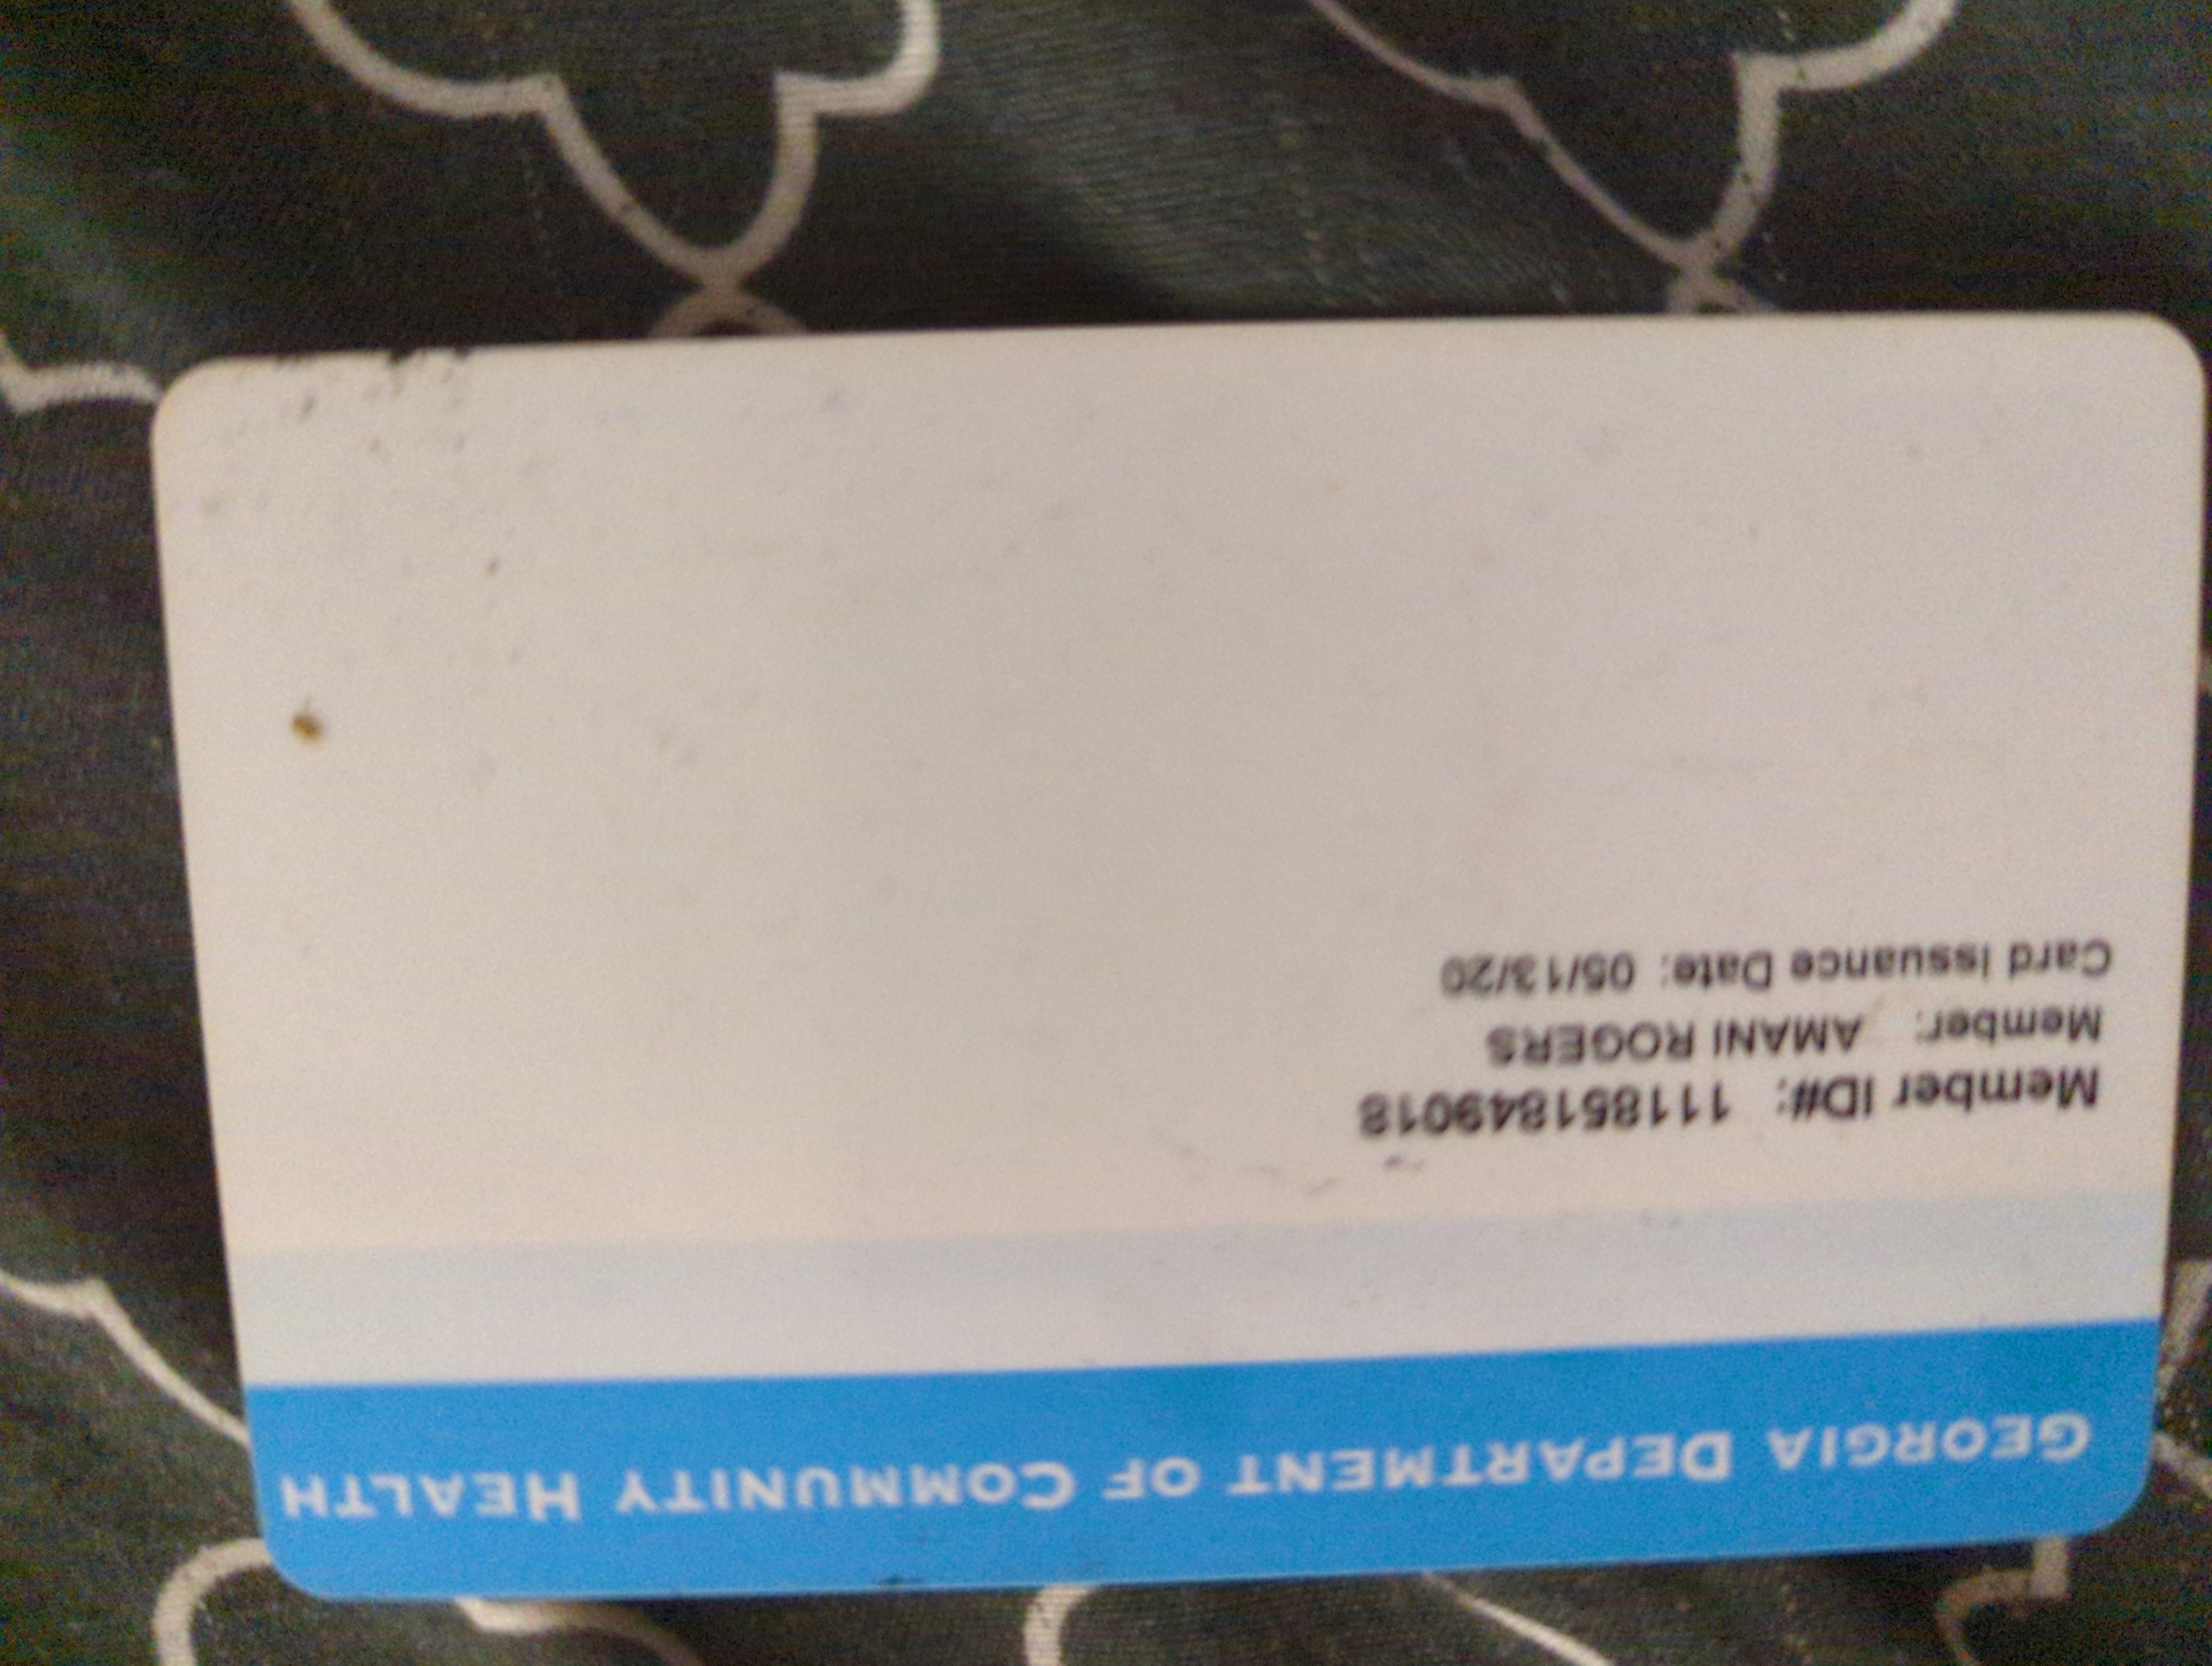 GEORGIA DEPARTMENT OF COMMUNITY HEALTH
Member ID#: 111851849018
Member: AMANI ROGERS
Card Issuance Date: 05/13/20